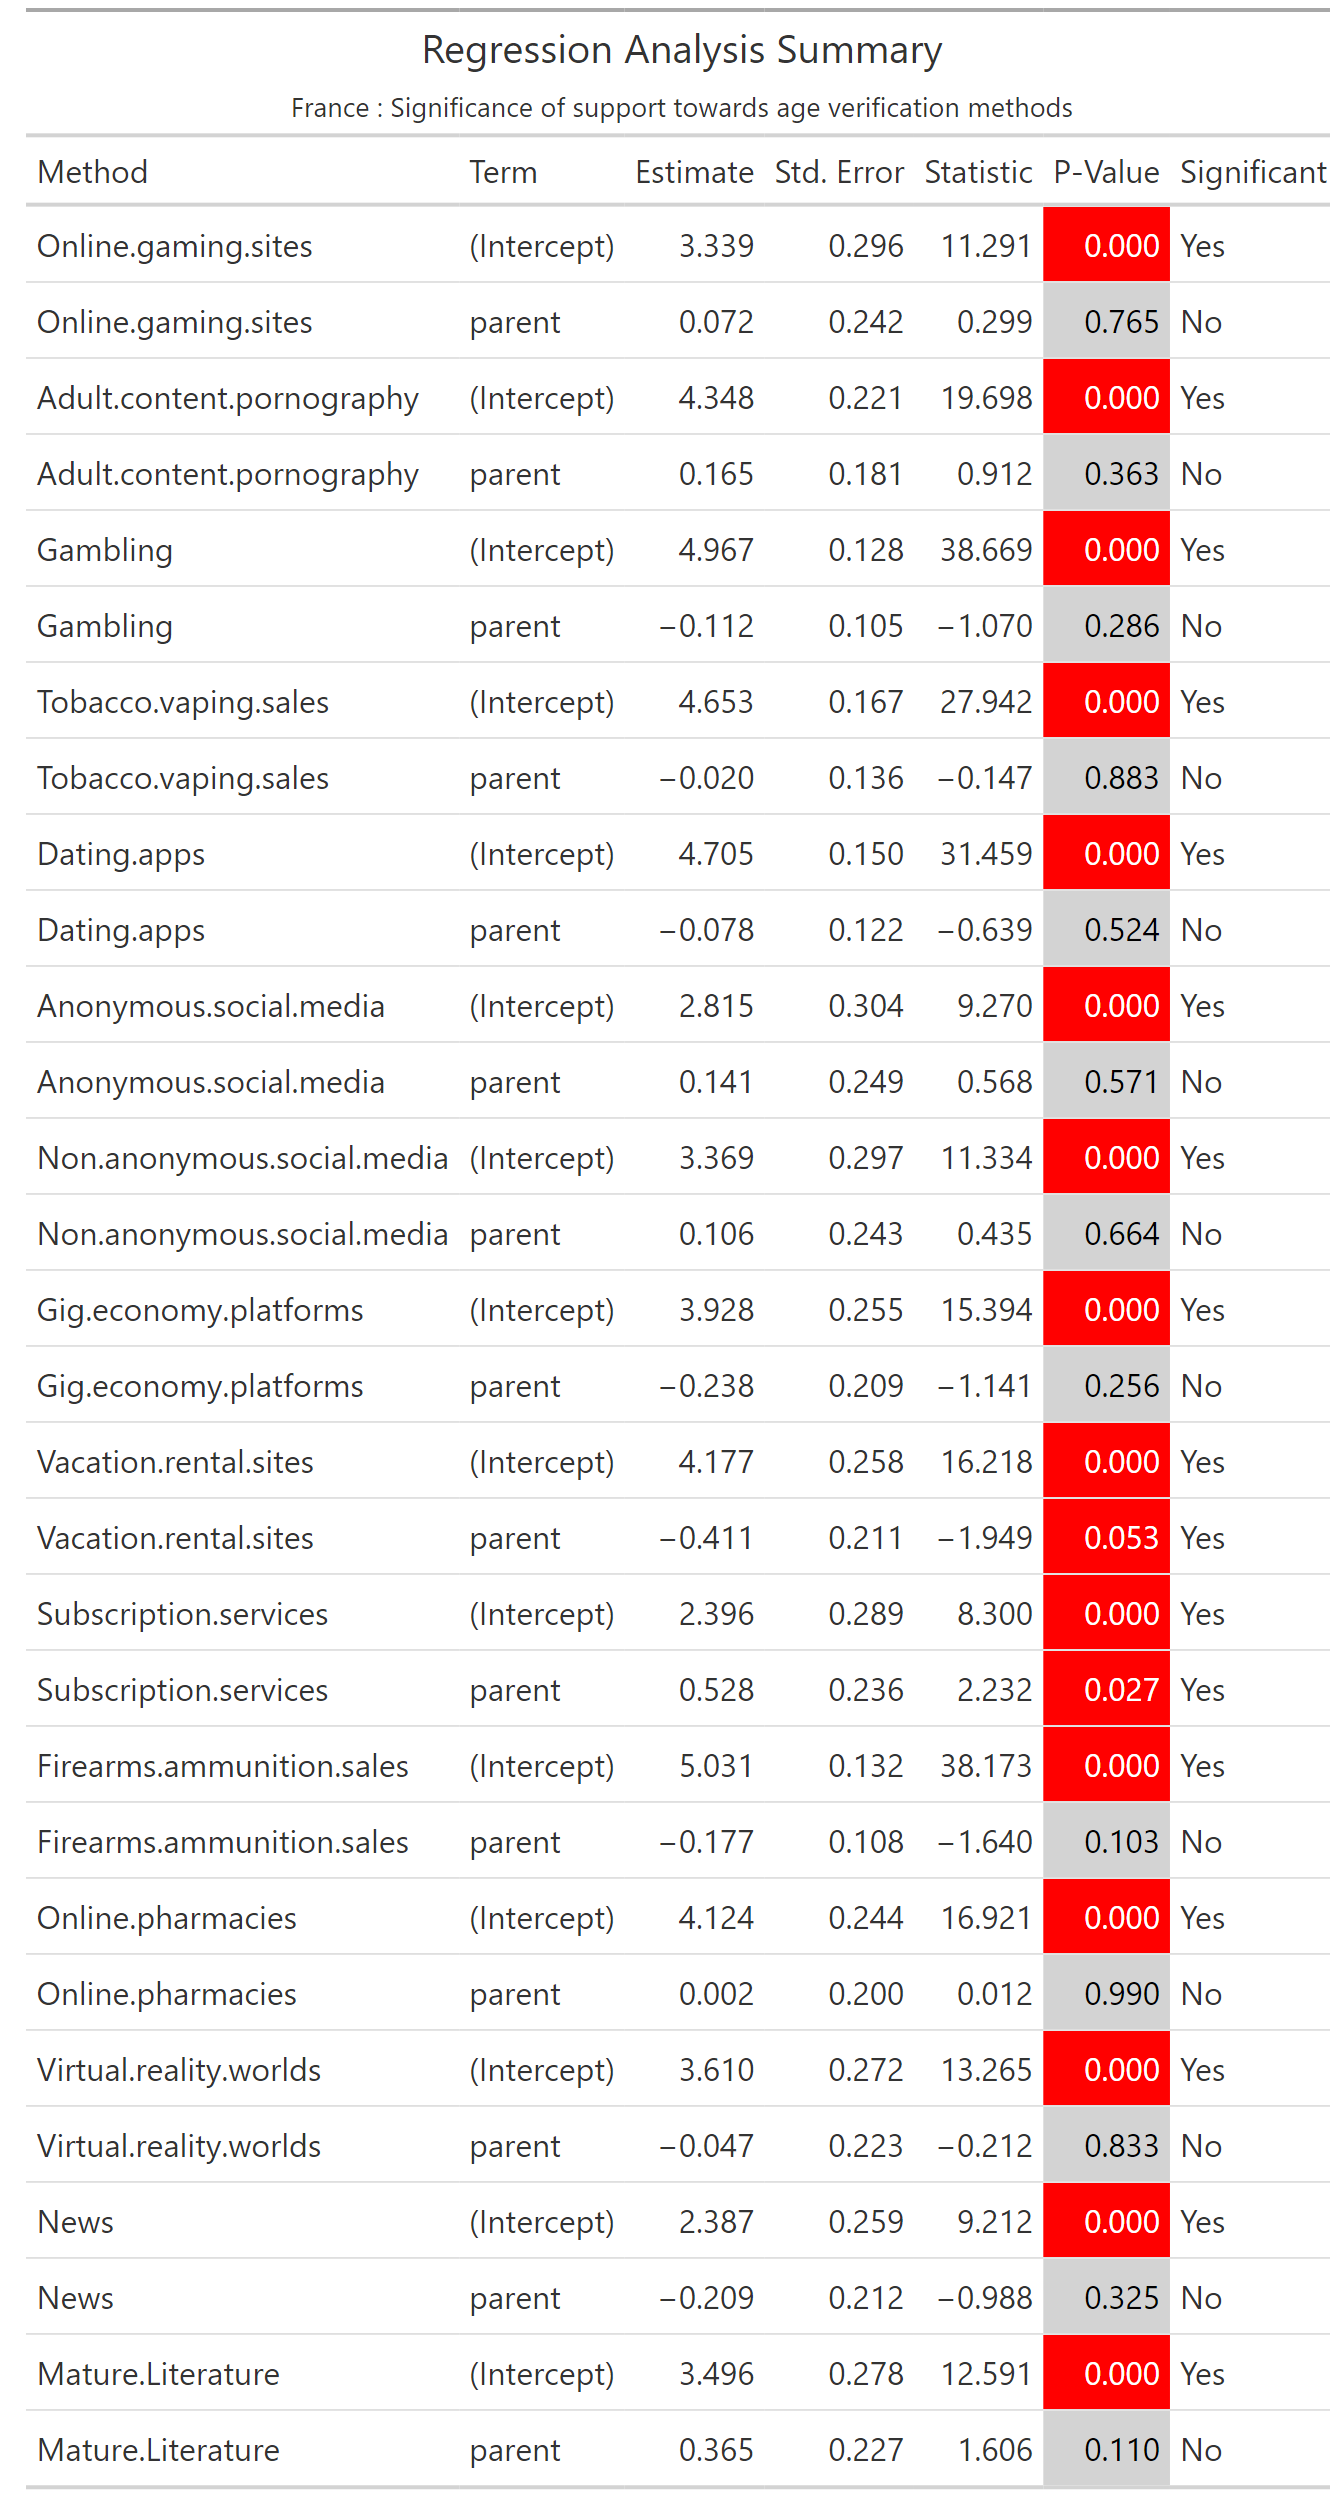 Regression Analysis Summary
France : Significance of support towards age verification methods
Method Term Estimate Std. Error Statistic P-Value Significant
Online.gaming.sites (Intercept) 3.339 0.296 11.291 0.000 Yes
Online.gaming.sites parent 0.072 0.242 0.299 0.765 No
Adult.content.pornography (Intercept) 4.348 0.221 19.698 0.000 Yes
Adult.content.pornography parent 0.165 0.181 0.912 0.363 No
Gambling (Intercept) 4.967 0.128 38.669 0.000 Yes
Gambling parent −0.112 0.105 −1.070 0.286 No
Tobacco.vaping.sales (Intercept) 4.653 0.167 27.942 0.000 Yes
Tobacco.vaping.sales parent −0.020 0.136 −0.147 0.883 No
Dating.apps (Intercept) 4.705 0.150 31.459 0.000 Yes
Dating.apps parent −0.078 0.122 −0.639 0.524 No
Anonymous.social.media (Intercept) 2.815 0.304 9.270 0.000 Yes
Anonymous.social.media parent 0.141 0.249 0.568 0.571 No
Non.anonymous.social.media (Intercept) 3.369 0.297 11.334 0.000 Yes
Non.anonymous.social.media parent 0.106 0.243 0.435 0.664 No
Gig.economy.platforms (Intercept) 3.928 0.255 15.394 0.000 Yes
Gig.economy.platforms parent −0.238 0.209 −1.141 0.256 No
Vacation.rental.sites (Intercept) 4.177 0.258 16.218 0.000 Yes
Vacation.rental.sites parent −0.411 0.211 −1.949 0.053 Yes
Subscription.services (Intercept) 2.396 0.289 8.300 0.000 Yes
Subscription.services parent 0.528 0.236 2.232 0.027 Yes
Firearms.ammunition.sales (Intercept) 5.031 0.132 38.173 0.000 Yes
Firearms.ammunition.sales parent −0.177 0.108 −1.640 0.103 No
Online.pharmacies (Intercept) 4.124 0.244 16.921 0.000 Yes
Online.pharmacies parent 0.002 0.200 0.012 0.990 No
Virtual.reality.worlds (Intercept) 3.610 0.272 13.265 0.000 Yes
Virtual.reality.worlds parent −0.047 0.223 −0.212 0.833 No
News (Intercept) 2.387 0.259 9.212 0.000 Yes
News parent −0.209 0.212 −0.988 0.325 No
Mature.Literature (Intercept) 3.496 0.278 12.591 0.000 Yes
Mature.Literature parent 0.365 0.227 1.606 0.110 No